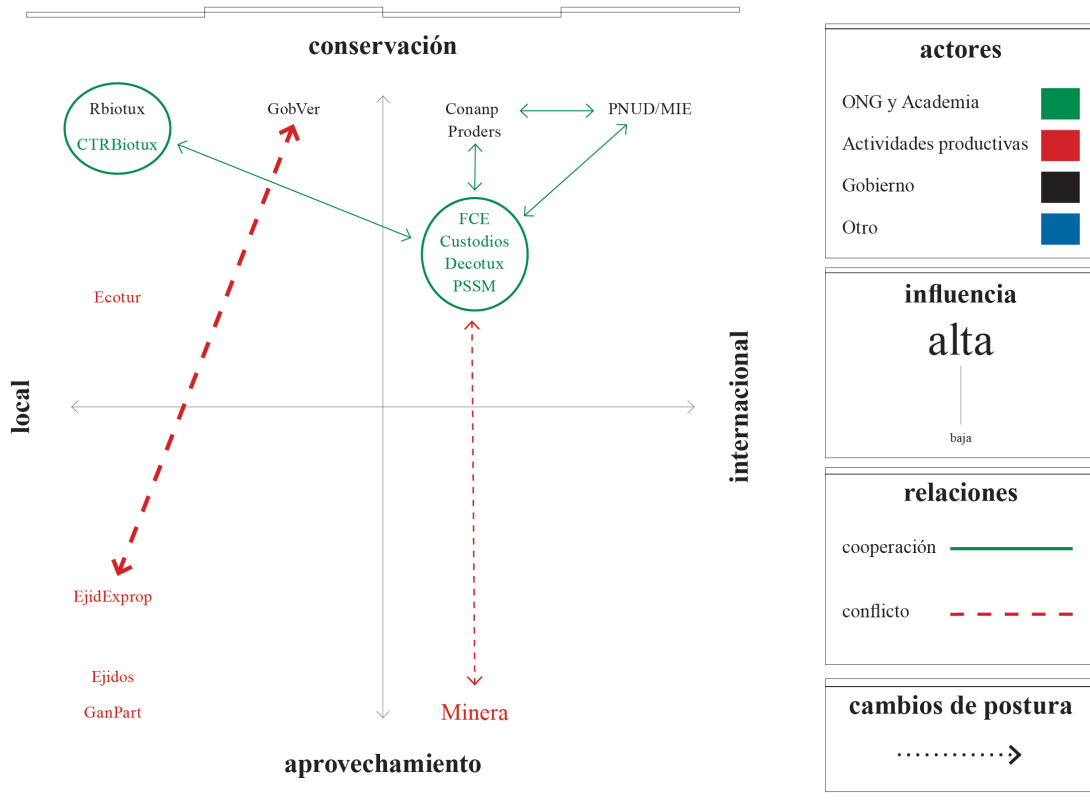 conservación
Rbiotux
CTRBiotux
GobVer
Conanp
Proders
PNUD/MIE
FCE
Custodios
Decotux
PSSM
Ecotur
local
internacional
EjidExprop
Ejidos
GanPart
Minera
aprovechamiento
actores
ONG y Academia
Actividades productivas
Gobierno
Otro
influencia
alta
baja
relaciones
cooperación
conflicto
cambios de postura